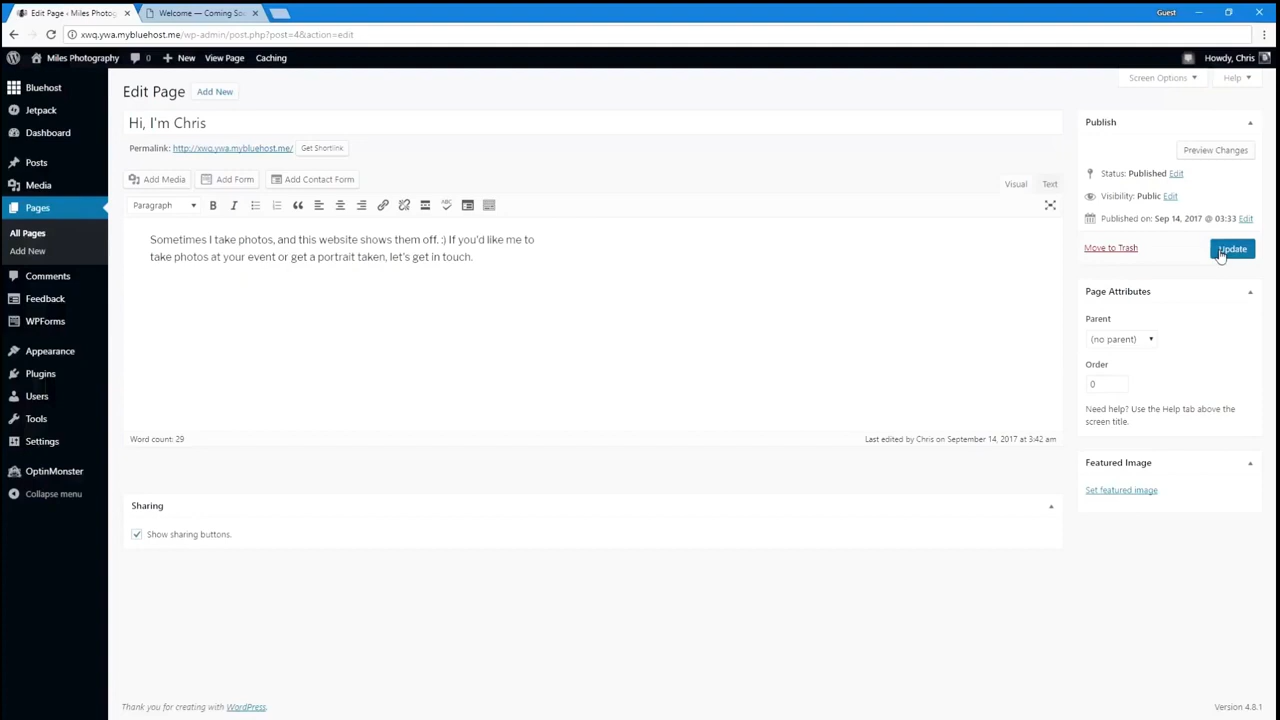 Edit Page ‹ Miles Photog
Welcome — Coming Soo
Guest
xwq.ywa.mybluehost.me/wp-admin/post.php?post=4&action=edit
Miles Photography
0
New
View Page
Caching
Howdy, Chris
Bluehost
Jetpack
Dashboard
Posts
Media
Pages
All Pages
Add New
Comments
Feedback
WPForms
Appearance
Plugins
Users
Tools
Settings
OptinMonster
Collapse menu
Screen Options
Help
Edit Page
Add New
Hi, I'm Chris
Permalink: http://xwq.ywa.mybluehost.me/
Get Shortlink
Add Media
Add Form
Add Contact Form
Visual
Text
Paragraph
B
I
ABC
Sometimes I take photos, and this website shows them off. :) If you'd like me to
take photos at your event or get a portrait taken, let's get in touch.
Word count: 29
Last edited by Chris on September 14, 2017 at 3:42 am
Sharing
Show sharing buttons.
Publish
Preview Changes
Status: Published Edit
Visibility: Public Edit
Published on: Sep 14, 2017 @ 03:33 Edit
Move to Trash
Update
Page Attributes
Parent
(no parent)
Order
0
Need help? Use the Help tab above the
screen title.
Featured Image
Set featured image
Thank you for creating with WordPress.
Version 4.8.1